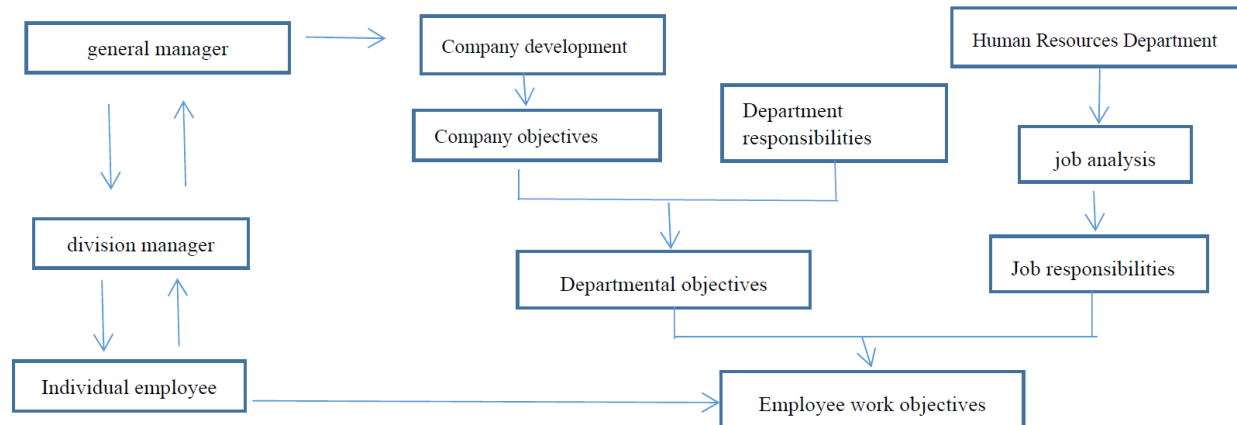 general manager
Company development
Human Resources Department
Company objectives
Department
responsibilities
job analysis
division manager
Departmental objectives
Job responsibilities
Individual employee
Employee work objectives